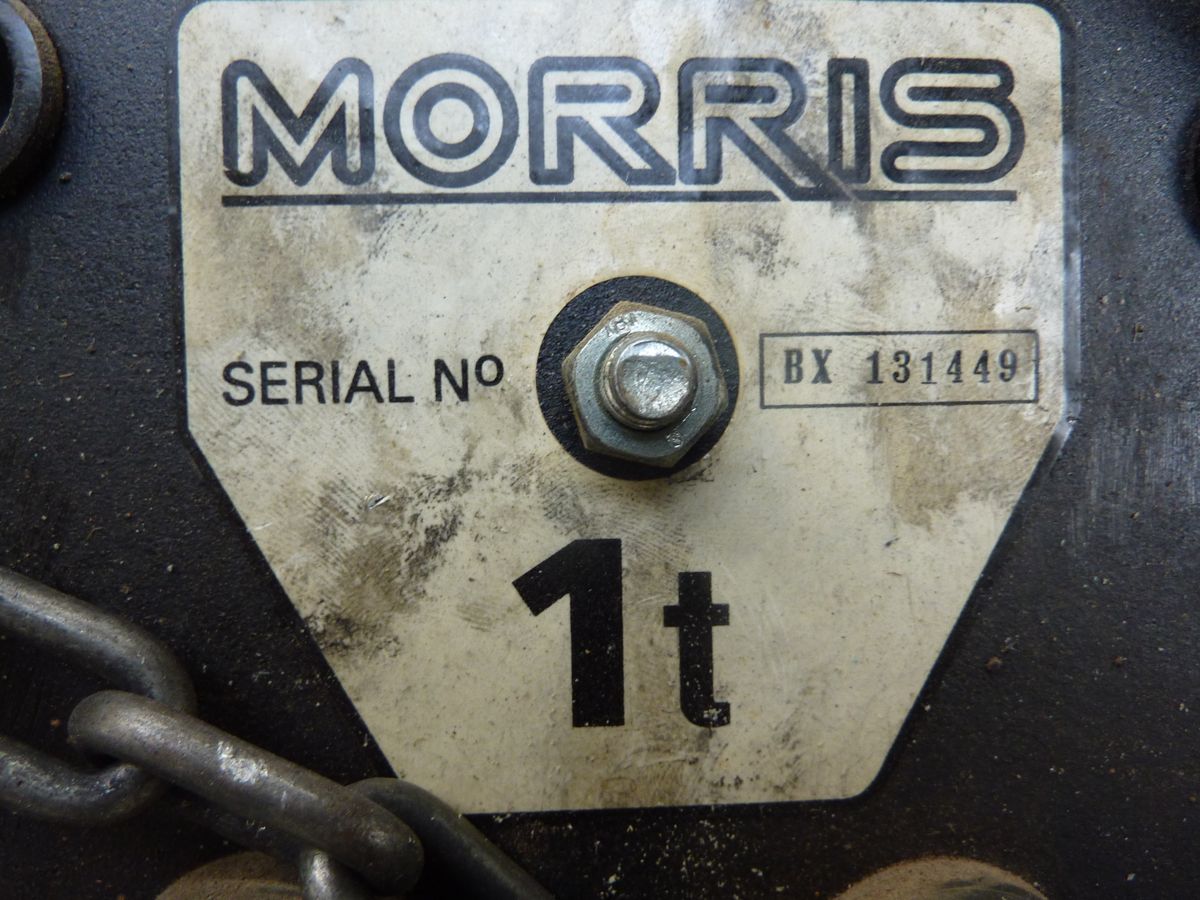 MORRIS
SERIAL Nº BX 131449
1t